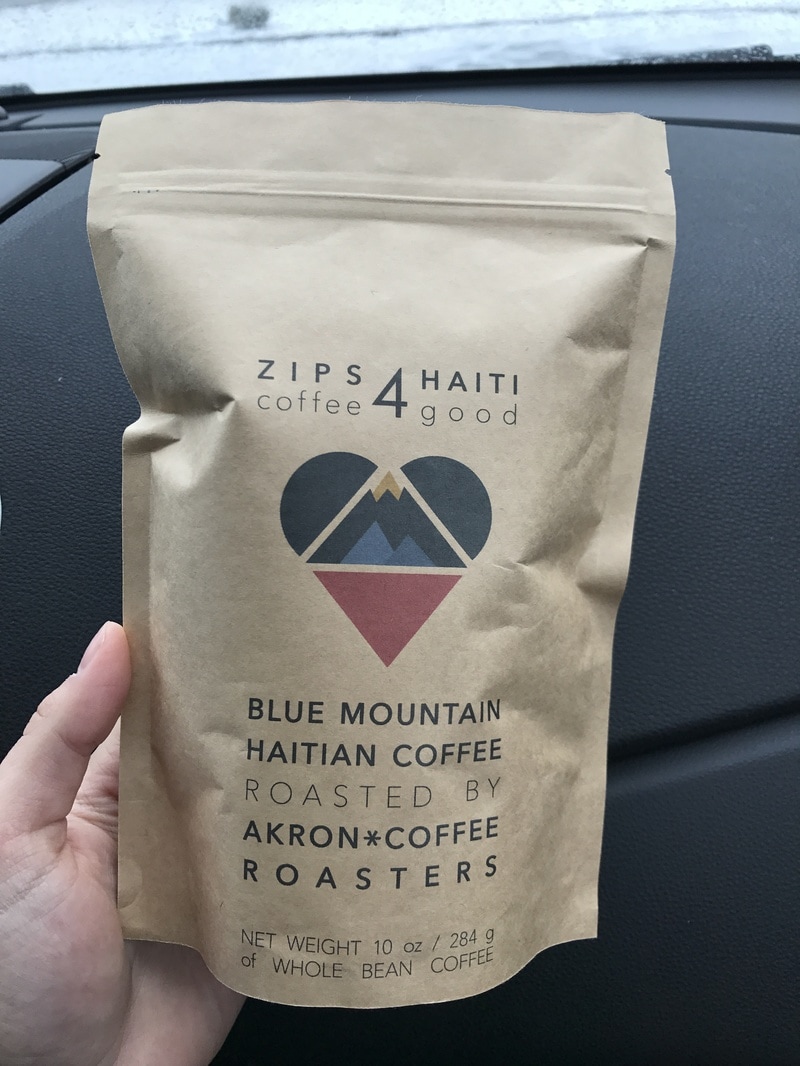 ZIPS 4 HAITI
coffee good
BLUE MOUNTAIN
HAITIAN COFFEE
ROASTED BY
AKRON*COFFEE
ROASTERS
NET WEIGHT 10 oz / 284 g
of WHOLE BEAN COFFEE